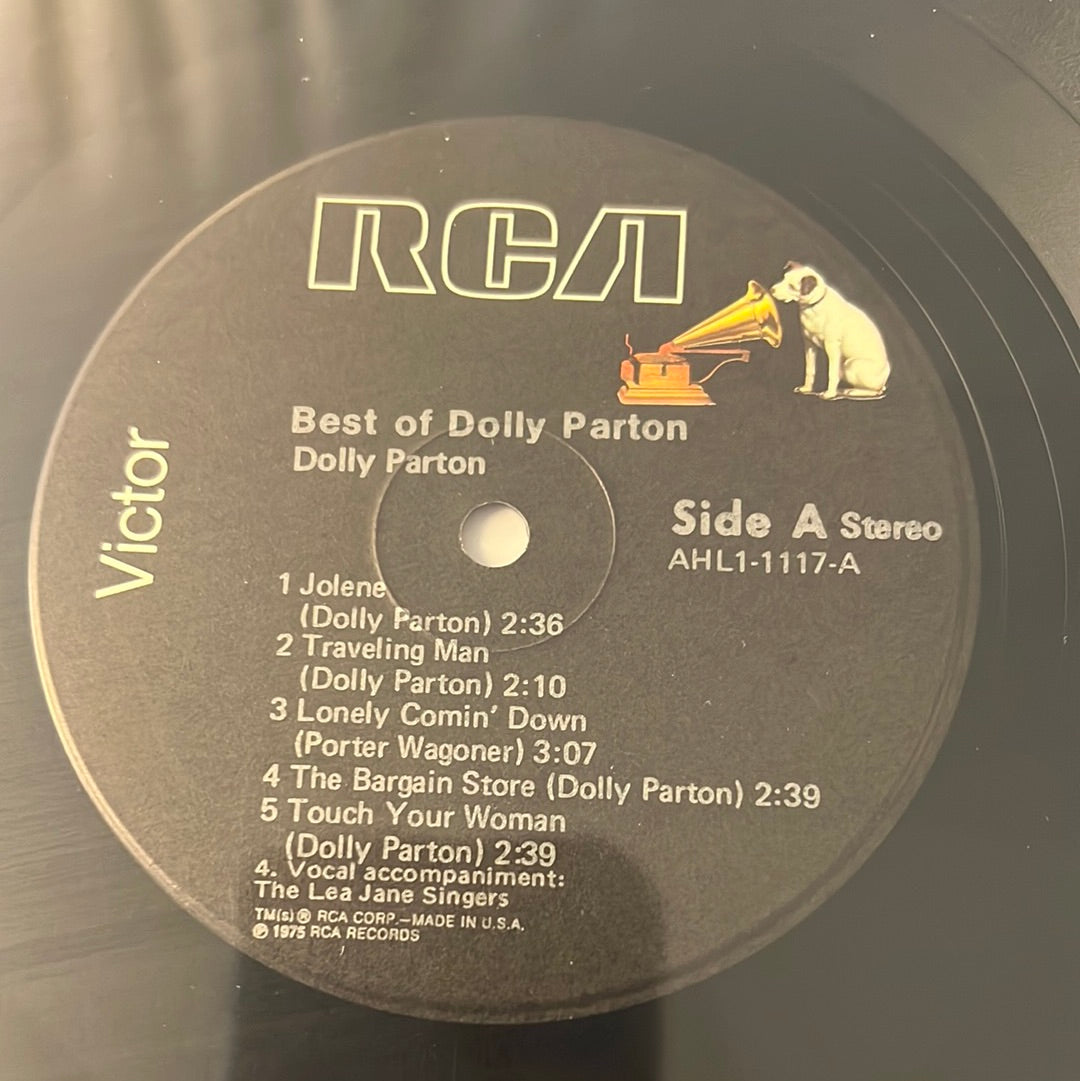 RCA
Victor
Best of Dolly Parton
Dolly Parton
Side A Stereo
AHL1-1117-A
1 Jolene
(Dolly Parton) 2:36
2 Traveling Man
(Dolly Parton) 2:10
3 Lonely Comin' Down
(Porter Wagoner) 3:07
4 The Bargain Store (Dolly Parton) 2:39
5 Touch Your Woman
(Dolly Parton) 2:39
4. Vocal accompaniment:
The Lea Jane Singers
TM(s) ® RCA CORP.—MADE IN U.S.A.
℗ 1975 RCA RECORDS